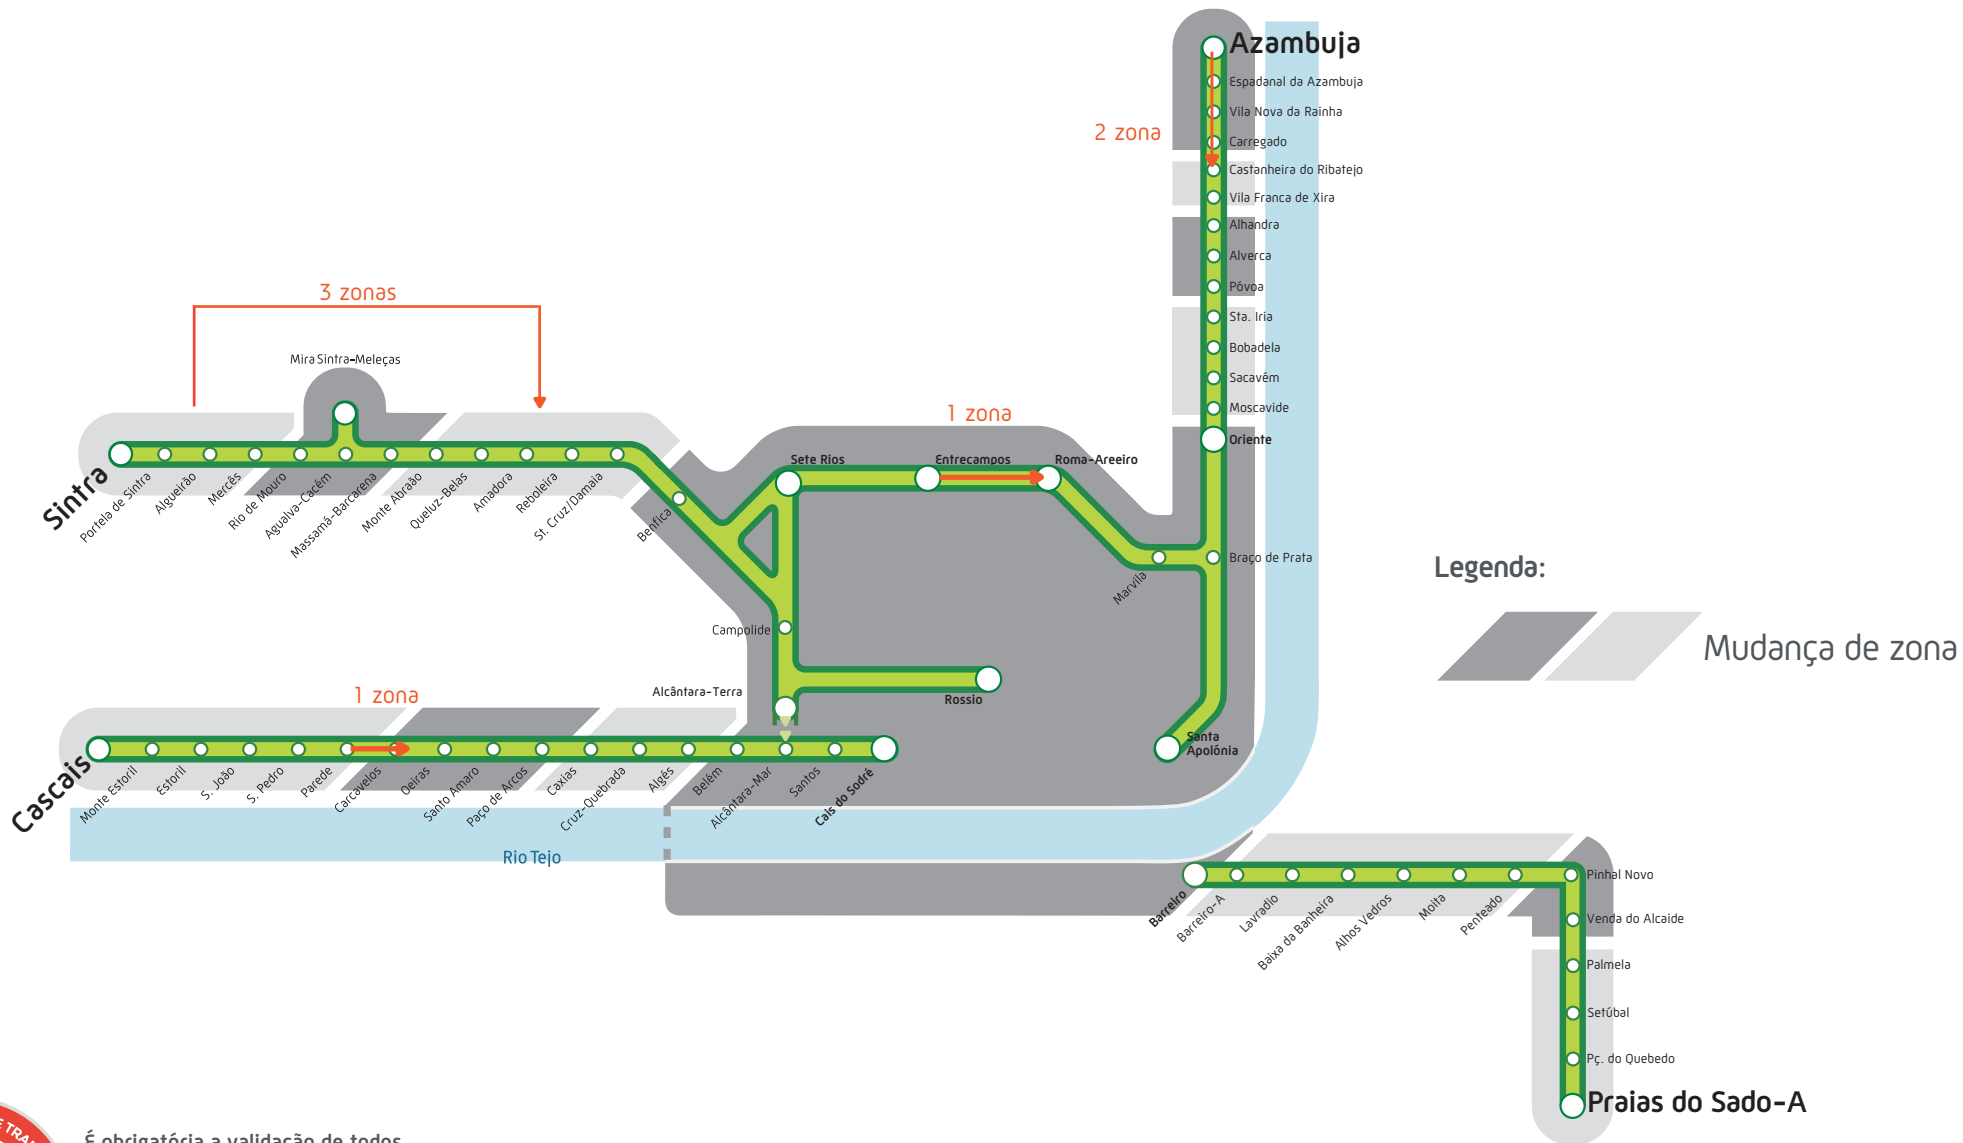 Azambuja
Espadanal da Azambuja
Vila Nova da Rainha
2 zona
Carregado
Castanheira do Ribatejo
Vila Franca de Xira
Alhandra
Alverca
Póvoa
Sta. Iria
Bobadela
Sacavém
Moscavide
Oriente
Braço de Prata
Marvila
Santa
Apolónia
3 zonas
Mira Sintra-Meleças
Sintra
Portela de Sintra
Algueirão
Mercês
Rio de Mouro
Agualva-Cacém
Massamá-Barcarena
Monte Abraão
Queluz-Belas
Amadora
Reboleira
St. Cruz/Damaia
Benfica
1 zona
Sete Rios
Entrecampos
Roma-Areeiro
Campolide
Alcântara-Terra
Rossio
Legenda:
Mudança de zona
1 zona
Cascais
Monte Estoril
Estoril
S. João
S. Pedro
Parede
Carcavelos
Oeiras
Santo Amaro
Paço de Arcos
Caxias
Cruz-Quebrada
Algés
Belém
Alcântara-Mar
Santos
Cais do Sodré
Rio Tejo
Barreiro
Barreiro-A
Lavradio
Baixa da Banheira
Alhos Vedros
Moita
Penteado
Pinhal Novo
Venda do Alcaide
Palmela
Setúbal
Pç. do Quebedo
Praias do Sado-A
É obrigatória a validação de todos